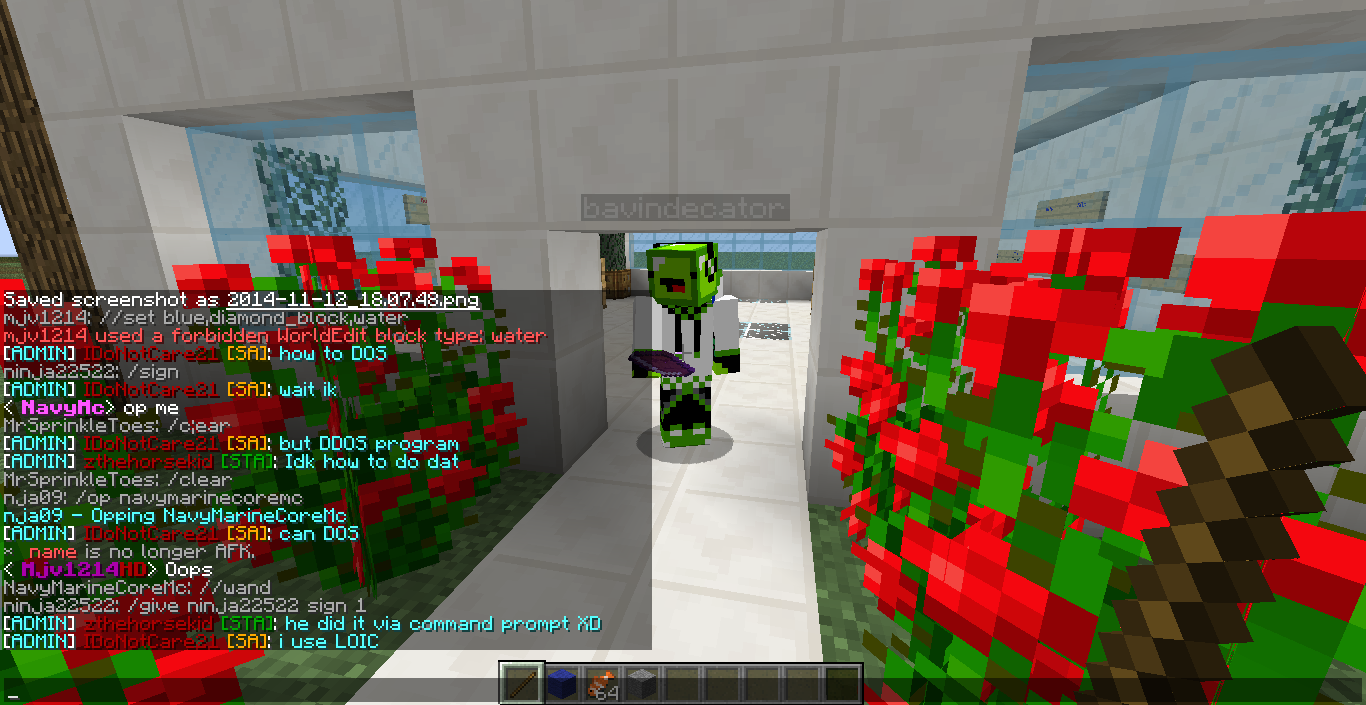 bavindecator
Saved screenshot as 2014-11-12_18.07.48.png
mjv1214: //set blue,diamond_block,water
mjv1214 used a forbidden WorldEdit block type: water
[ADMIN] IDoNotCare21 [SA]: how to DOS
ninja22522: /sign
[ADMIN] IDoNotCare21 [SA]: wait ik
< NavyMc> op me
MrSprinkleToes: /c;ear
[ADMIN] IDoNotCare21 [SA]: but DDOS program
[ADMIN] zthehorsekid [STA]: Idk how to do dat
MrSprinkleToes: /clear
nja09: /op navymarinecoremc
nja09 - Opping NavyMarineCoreMc
[ADMIN] IDoNotCare21 [SA]: can DOS
* name is no longer AFK.
< Mjv1214HD> Oops
NavyMarineCoreMc: //wand
ninja22522: /give ninja22522 sign 1
[ADMIN] zthehorsekid [STA]: he did it via command prompt XD
[ADMIN] IDoNotCare21 [SA]: i use LOIC
64
_